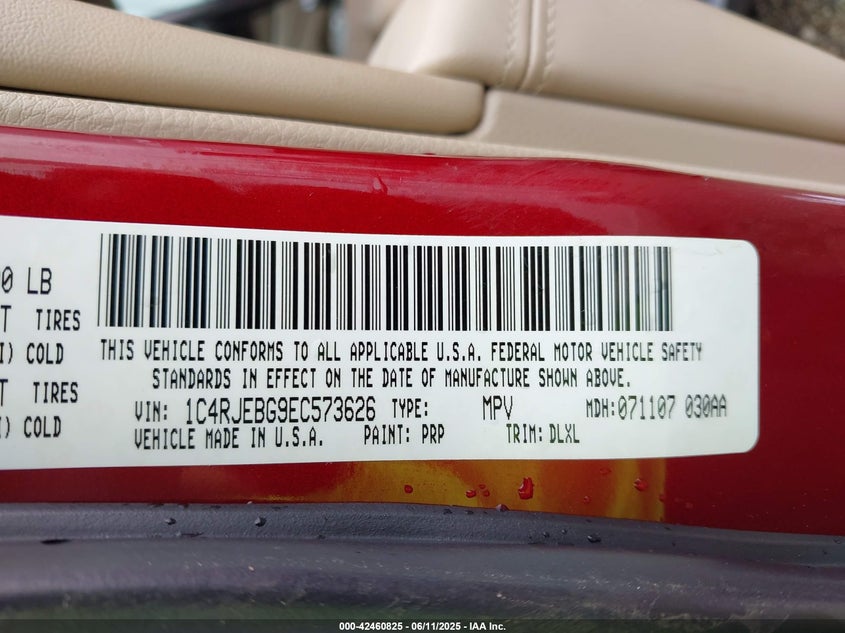 0 LB
T TIRES
I) COLD
T TIRES
I) COLD
THIS VEHICLE CONFORMS TO ALL APPLICABLE U.S.A. FEDERAL MOTOR VEHICLE SAFETY
STANDARDS IN EFFECT ON THE DATE OF MANUFACTURE SHOWN ABOVE.
VIN: 1C4RJEBG9EC573626 TYPE: MPV MDH:071107 030AA
VEHICLE MADE IN U.S.A. PAINT: PRP TRIM: DLXL
000-42460825 - 06/11/2025 - IAA Inc.